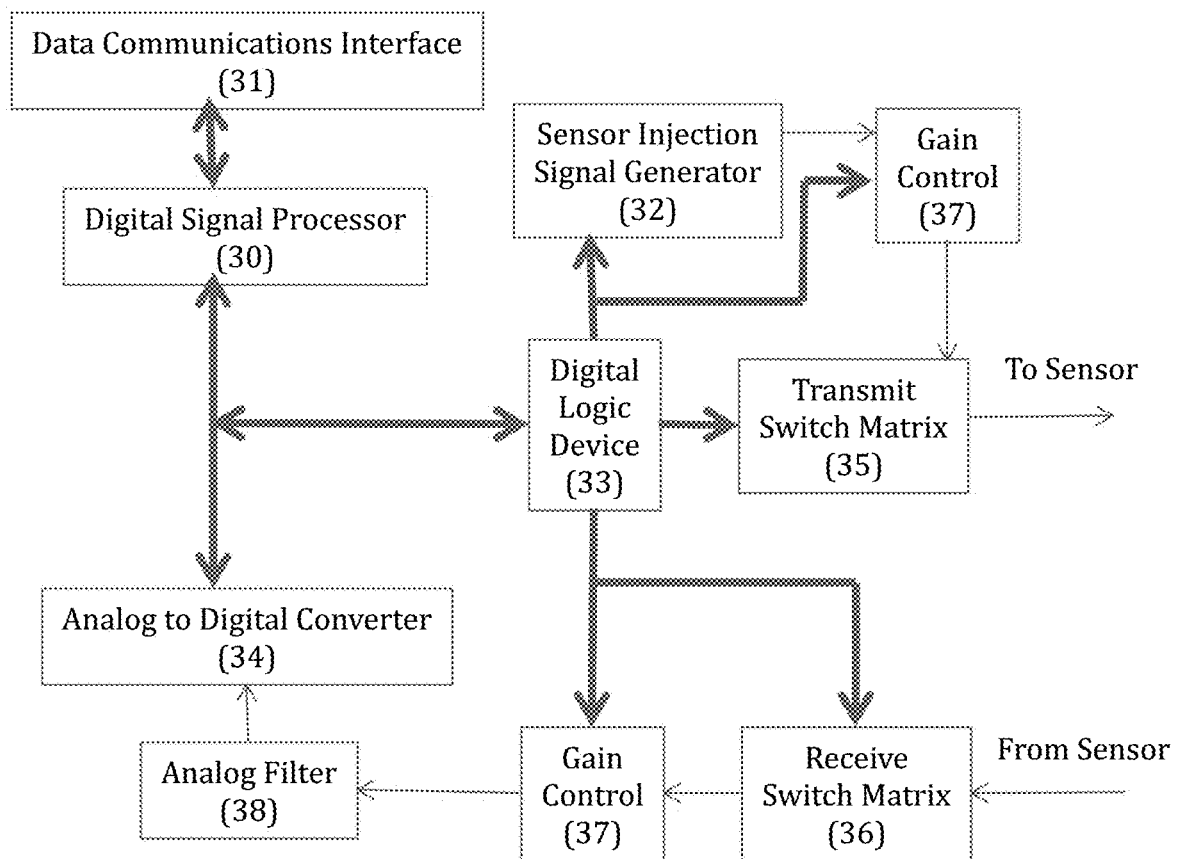 Data Communications Interface
(31)
Digital Signal Processor
(30)
Sensor Injection
Signal Generator
(32)
Gain
Control
(37)
Digital
Logic
Device
(33)
Transmit
Switch Matrix
(35)
To Sensor
Analog to Digital Converter
(34)
Analog Filter
(38)
Gain
Control
(37)
Receive
Switch Matrix
(36)
From Sensor